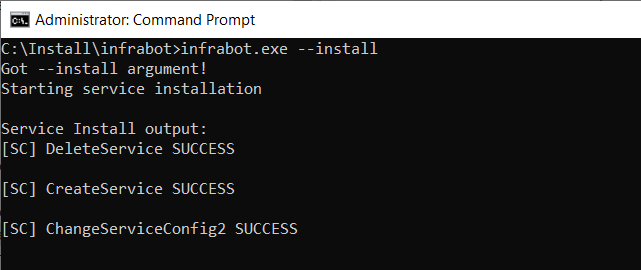 Administrator: Command Prompt
C:\Install\infrabot>infrabot.exe --install
Got --install argument!
Starting service installation
Service Install output:
[SC] DeleteService SUCCESS
[SC] CreateService SUCCESS
[SC] ChangeServiceConfig2 SUCCESS